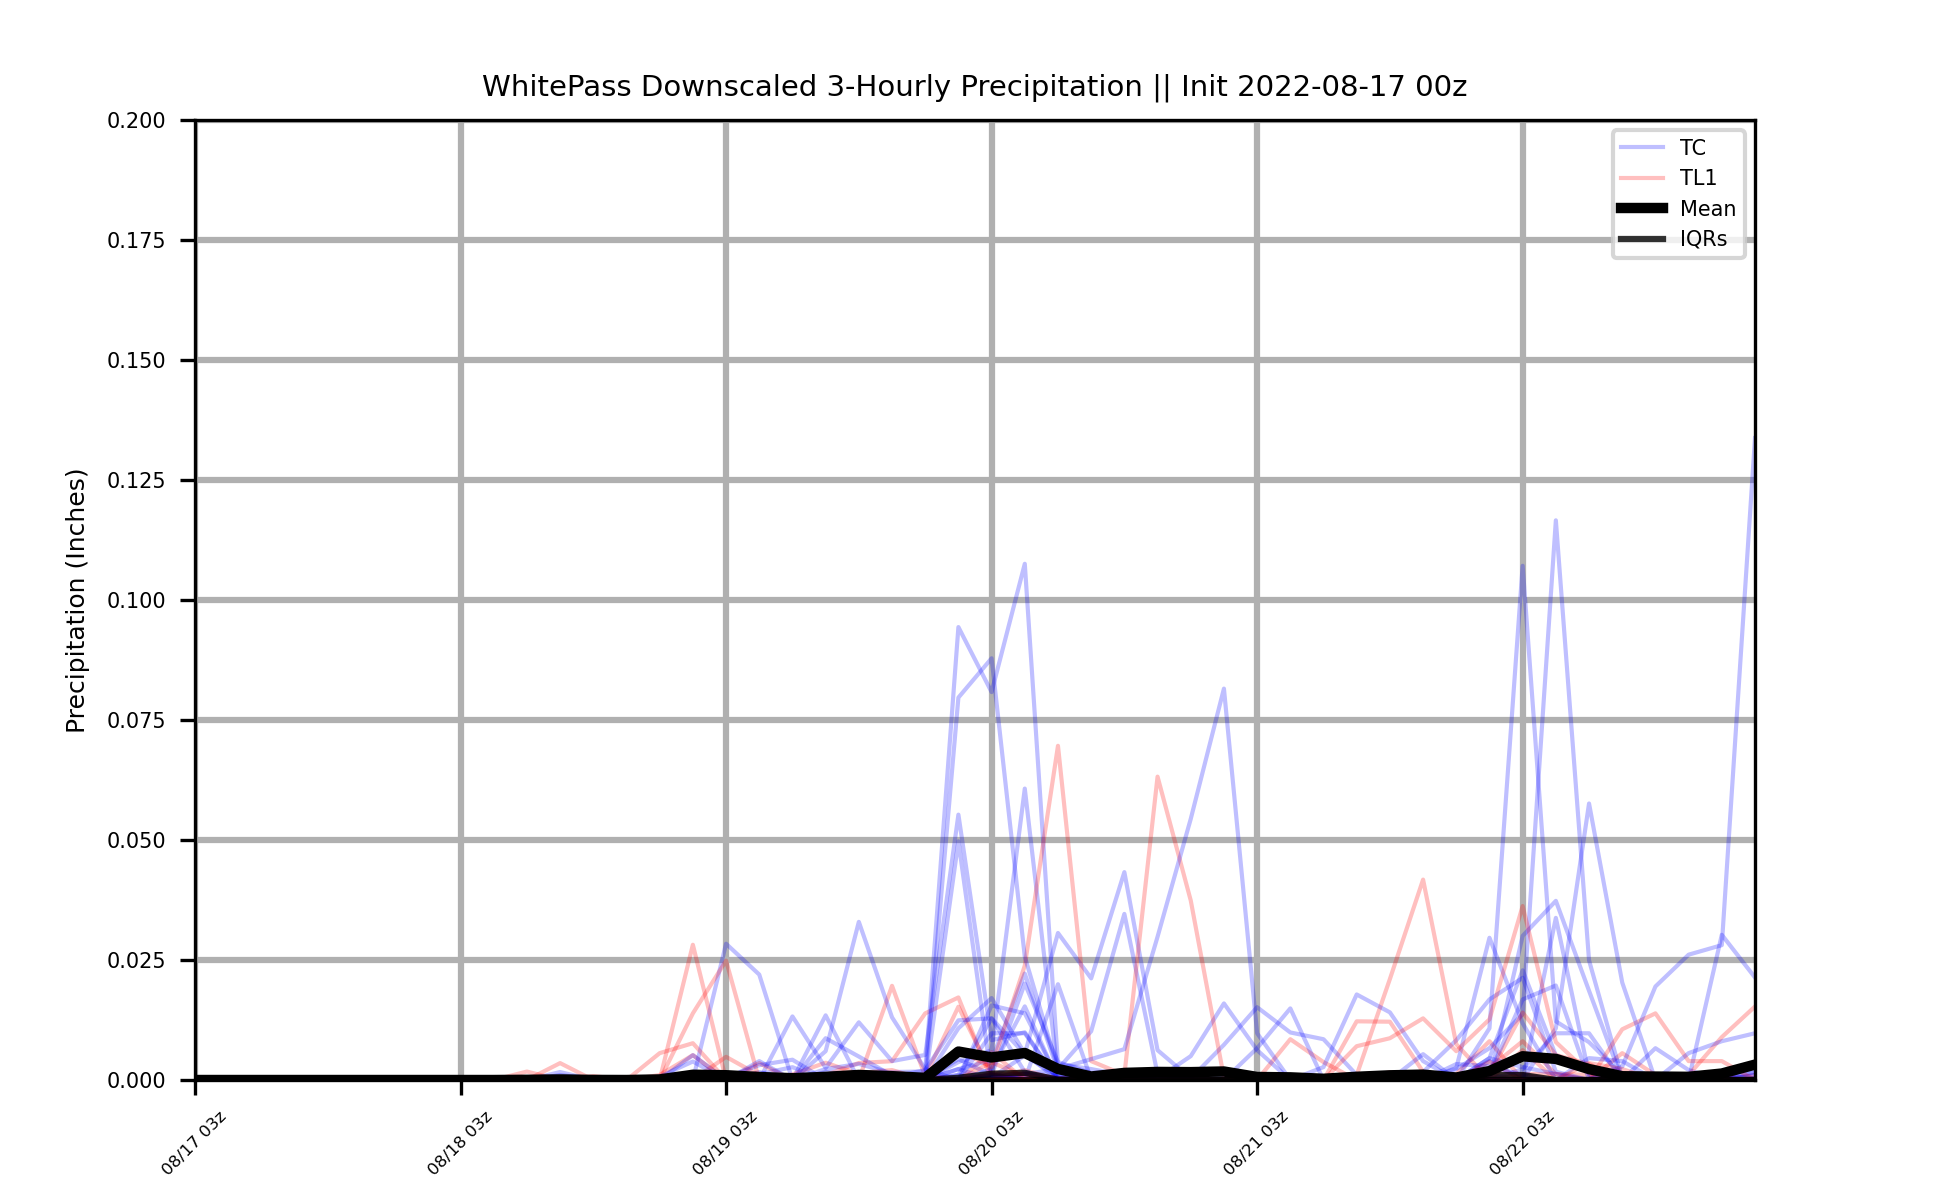 WhitePass Downscaled 3-Hourly Precipitation || Init 2022-08-17 00z
TC
TL1
Mean
IQRs
Precipitation (Inches)
0.200
0.175
0.150
0.125
0.100
0.075
0.050
0.025
0.000
08/17 03z
08/18 03z
08/19 03z
08/20 03z
08/21 03z
08/22 03z